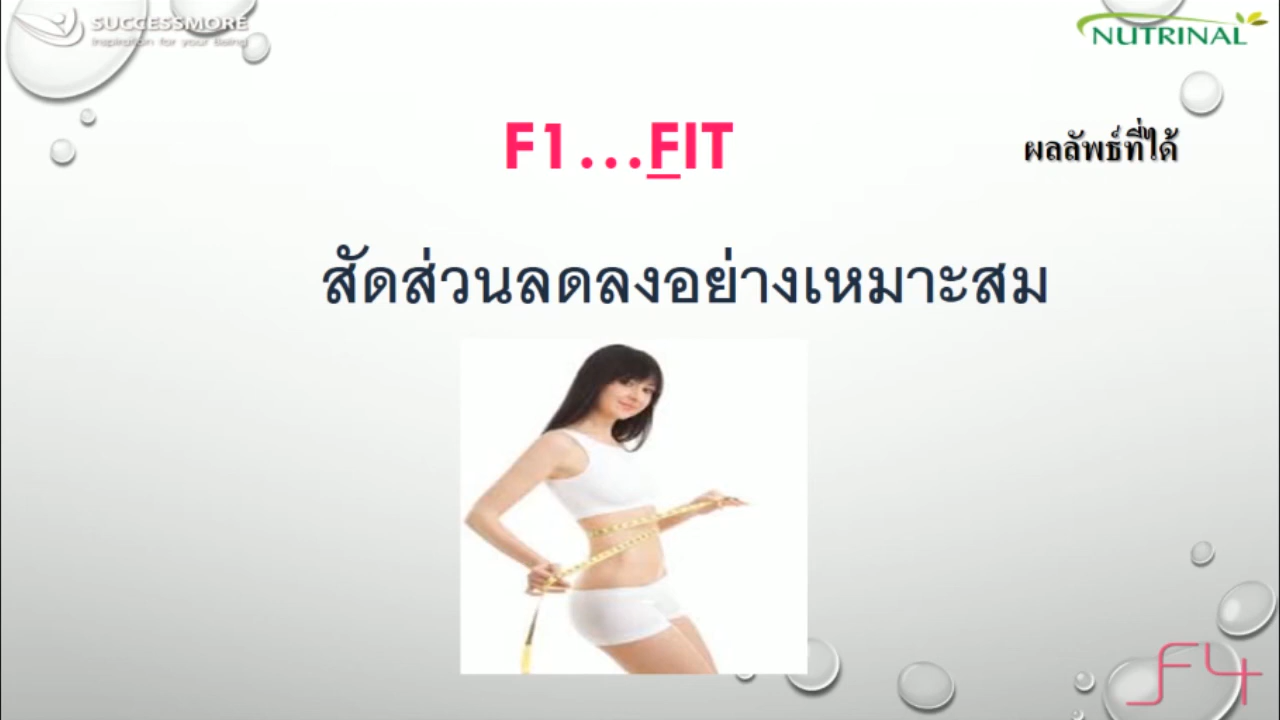 SUCCESSMORE
Inspiration for your Being
NUTRINAL
F1...FIT
ผลลัพธ์ที่ได้
สัดส่วนลดลงอย่างเหมาะสม
F4